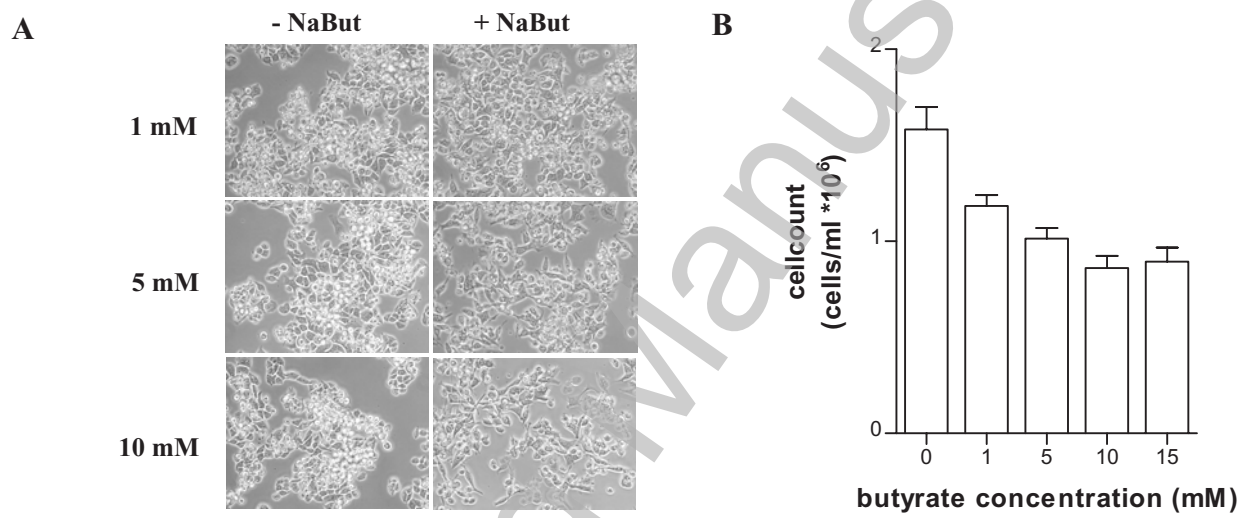 A
- NaBut + NaBut
1 mM
5 mM
10 mM
B
2
1
0
cellcount
(cells/ml *10⁶)
0 1 5 10 15
butyrate concentration (mM)
Manus